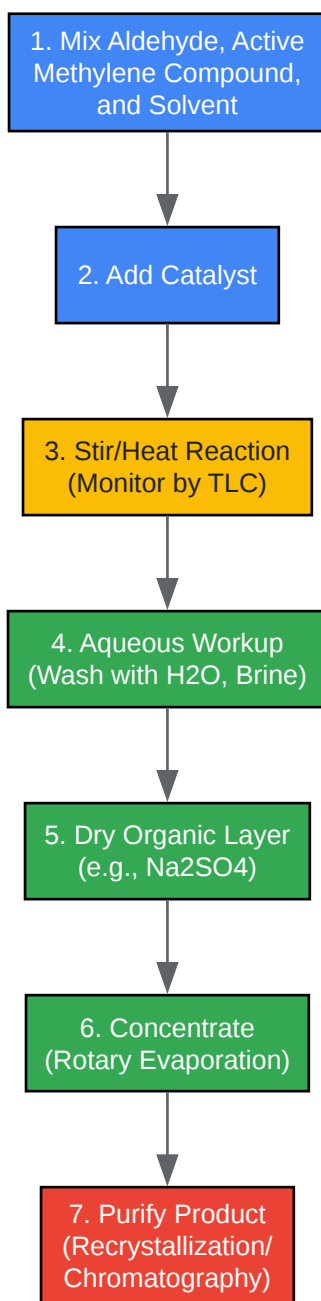 1. Mix Aldehyde, Active
Methylene Compound,
and Solvent
2. Add Catalyst
3. Stir/Heat Reaction
(Monitor by TLC)
4. Aqueous Workup
(Wash with H2O, Brine)
5. Dry Organic Layer
(e.g., Na2SO4)
6. Concentrate
(Rotary Evaporation)
7. Purify Product
(Recrystallization/
Chromatography)